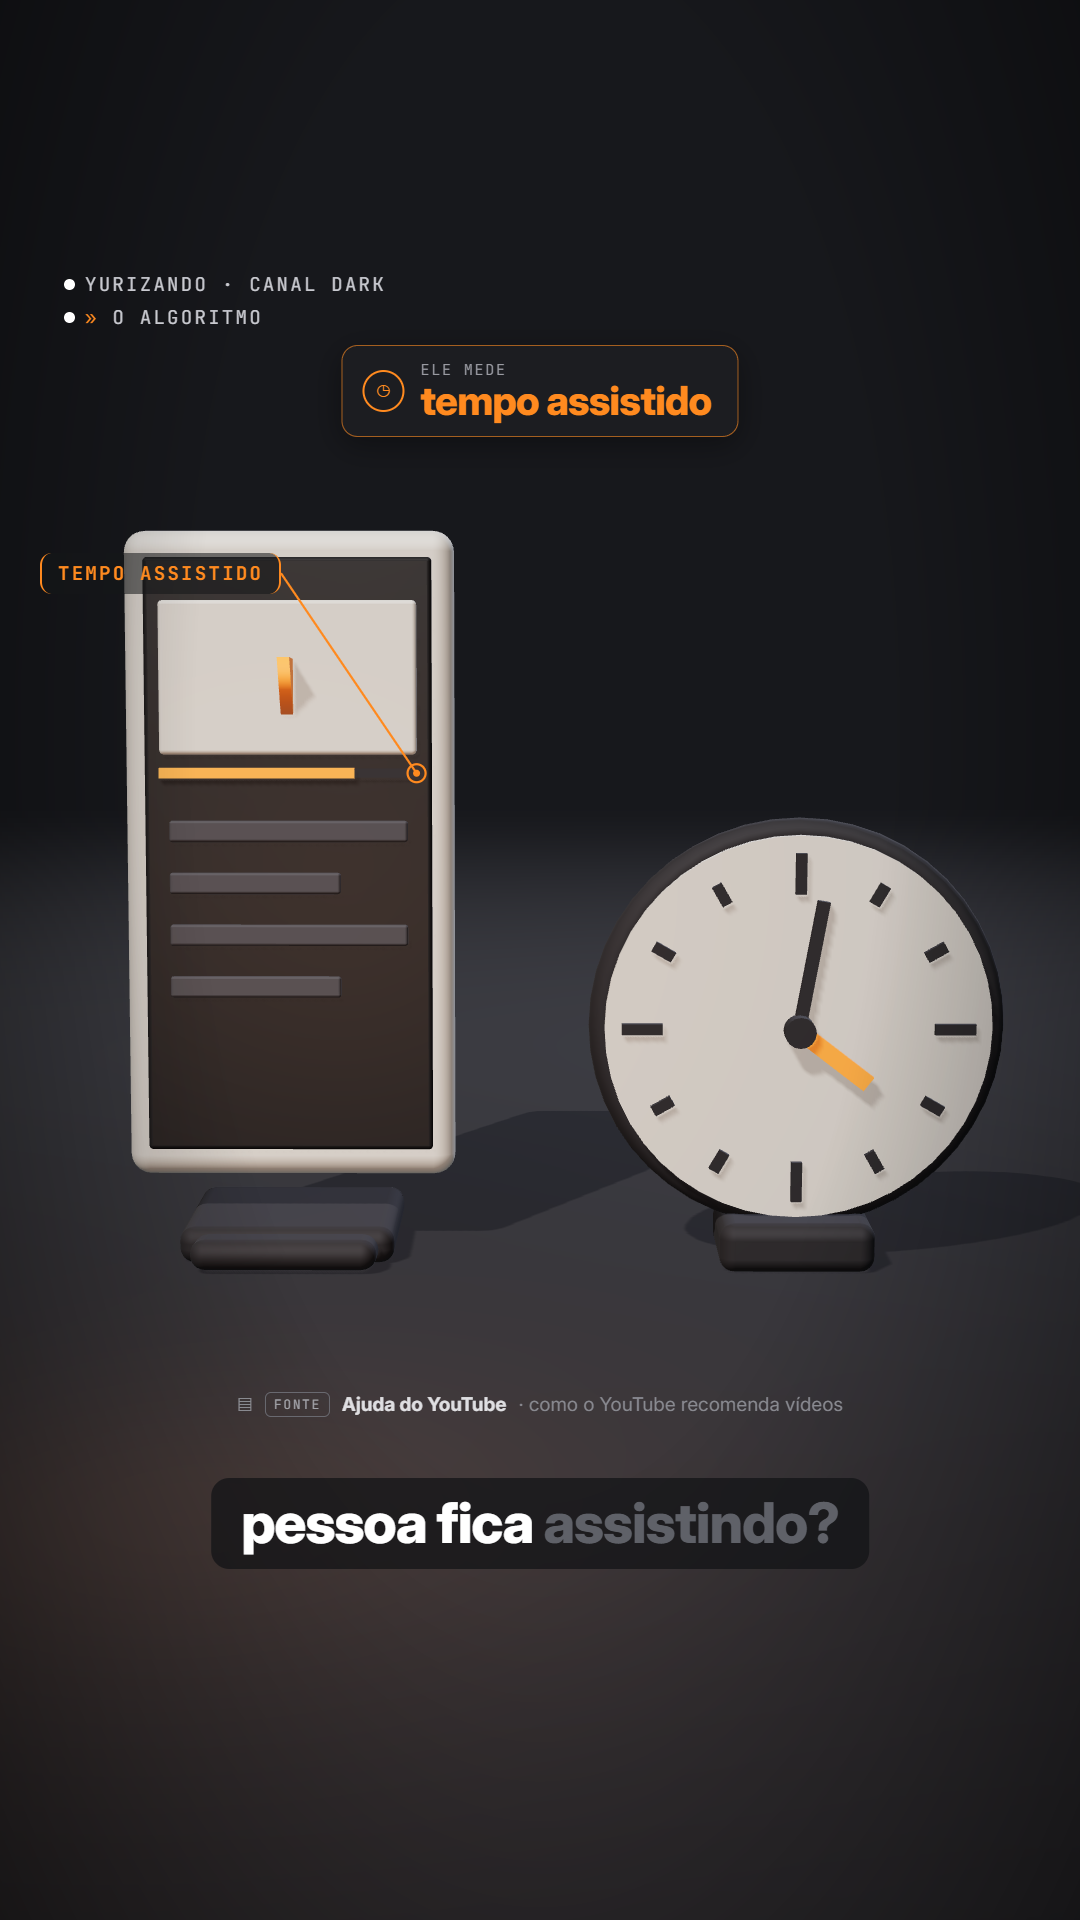 YURIZANDO · CANAL DARK
» O ALGORITMO
ELE MEDE
tempo assistido
TEMPO ASSISTIDO
FONTE Ajuda do YouTube · como o YouTube recomenda vídeos
pessoa fica assistindo?